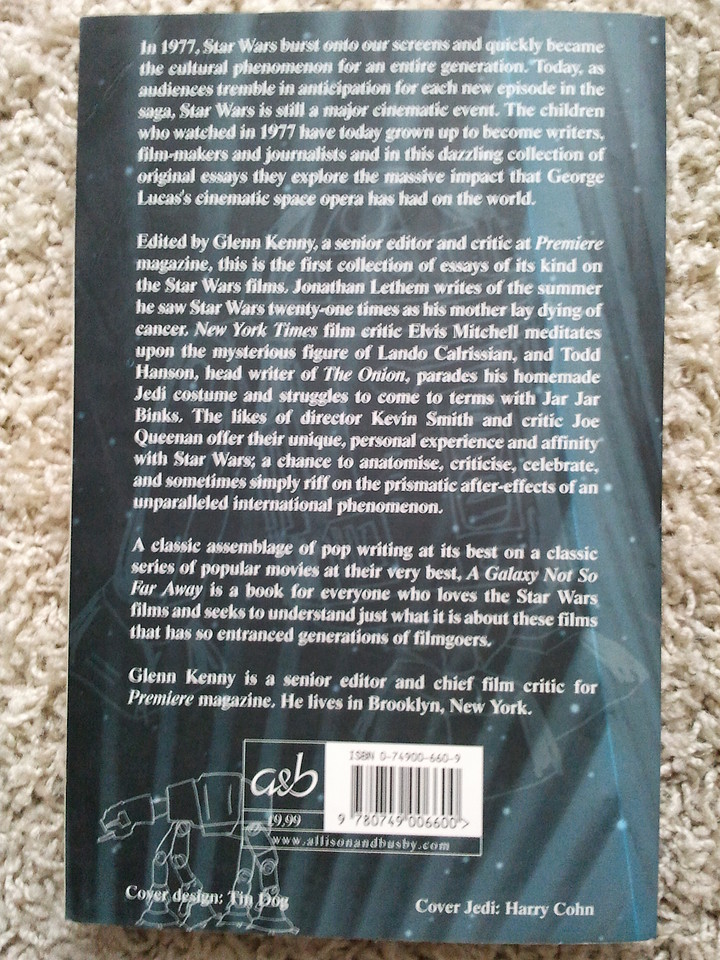 In 1977, Star Wars burst onto our screens and quickly became
the cultural phenomenon for an entire generation. Today, as
audiences tremble in anticipation for each new episode in the
saga, Star Wars is still a major cinematic event. The children
who watched in 1977 have today grown up to become writers,
film-makers and journalists and in this dazzling collection of
original essays they explore the massive impact that George
Lucas's cinematic space opera has had on the world.
Edited by Glenn Kenny, a senior editor and critic at Premiere
magazine, this is the first collection of essays of its kind on
the Star Wars films. Jonathan Lethem writes of the summer
he saw Star Wars twenty-one times as his mother lay dying of
cancer. New York Times film critic Elvis Mitchell meditates
upon the mysterious figure of Lando Calrissian, and Todd
Hanson, head writer of The Onion, parades his homemade
Jedi costume and struggles to come to terms with Jar Jar
Binks. The likes of director Kevin Smith and critic Joe
Queenan offer their unique, personal experience and affinity
with Star Wars; a chance to anatomise, criticise, celebrate,
and sometimes simply riff on the prismatic after-effects of an
unparalleled international phenomenon.
A classic assemblage of pop writing at its best on a classic
series of popular movies at their very best, A Galaxy Not So
Far Away is a book for everyone who loves the Star Wars
films and seeks to understand just what it is about these films
that has so entranced generations of filmgoers.
Glenn Kenny is a senior editor and chief film critic for
Premiere magazine. He lives in Brooklyn, New York.
ISBN 0-74900-660-9
a&b
£9.99
9 780749 006600 >
www.allisonandbusby.com
Cover design: Tin Dog
Cover Jedi: Harry Cohn